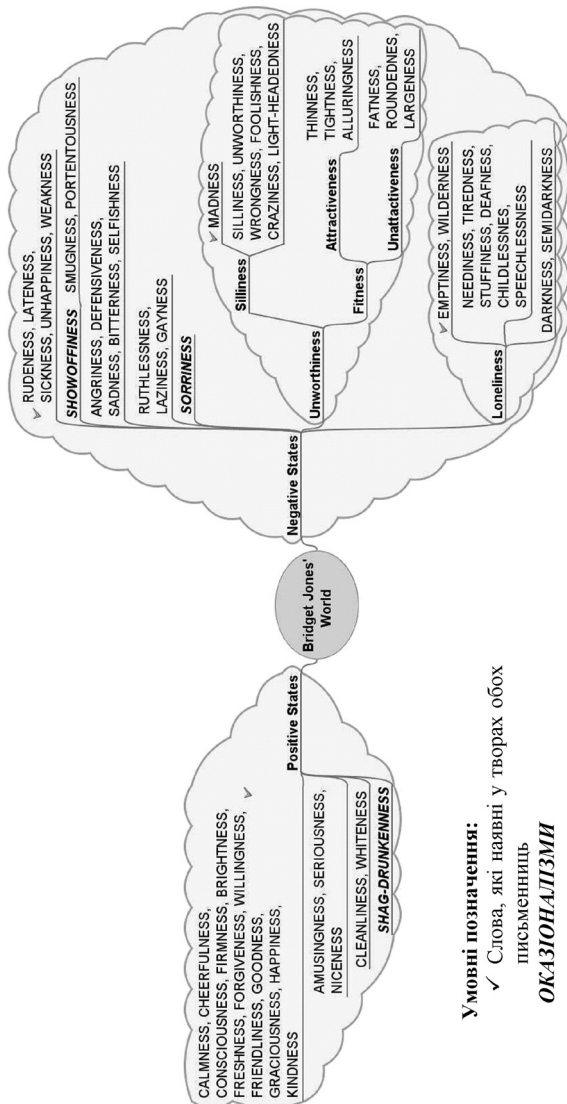 CALMNESS, CHEERFULNESS,
CONSCIOUSNESS, FIRMNESS, BRIGHTNESS,
FRESHNESS, FORGIVENESS, WILLINGNESS,
FRIENDLINESS, GOODNESS,
GRACIOUSNESS, HAPPINESS,
KINDNESS
Positive States
AMUSINGNESS, SERIOUSNESS,
NICENESS
CLEANLINESS, WHITENESS
SHAG-DRUNKENNESS
Bridget Jones'
World
Negative States
✓ RUDENESS, LATENESS,
SICKNESS, UNHAPPINESS, WEAKNESS
SHOWOFFINESS SMUGNESS, PORTENTOUSNESS
ANGRINESS, DEFENSIVENESS,
SADNESS, BITTERNESS, SELFISHNESS
RUTHLESSNESS,
LAZINESS, GAYNESS
SORRINESS
Unworthiness
Silliness
✓ MADNESS
SILLINESS, UNWORTHINESS,
WRONGNESS, FOOLISHNESS,
CRAZINESS, LIGHT-HEADEDNESS
Fitness
Attractiveness
THINNESS,
TIGHTNESS,
ALLURINGNESS
Unattactiveness
FATNESS,
ROUNDEDNES,
LARGENESS
Loneliness
✓ EMPTINESS, WILDERNESS
NEEDINESS, TIREDNESS,
STUFFINESS, DEAFNESS,
CHILDLESSNES,
SPEECHLESSNESS
DARKNESS, SEMIDARKNESS
Умовні позначення:
✓ Слова, які наявні у творах обох
письменниць
ОКАЗІОНАЛІЗМИ